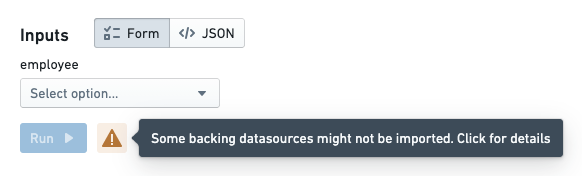 Inputs
Form
</> JSON
employee
Select option...
Run
Some backing datasources might not be imported. Click for details